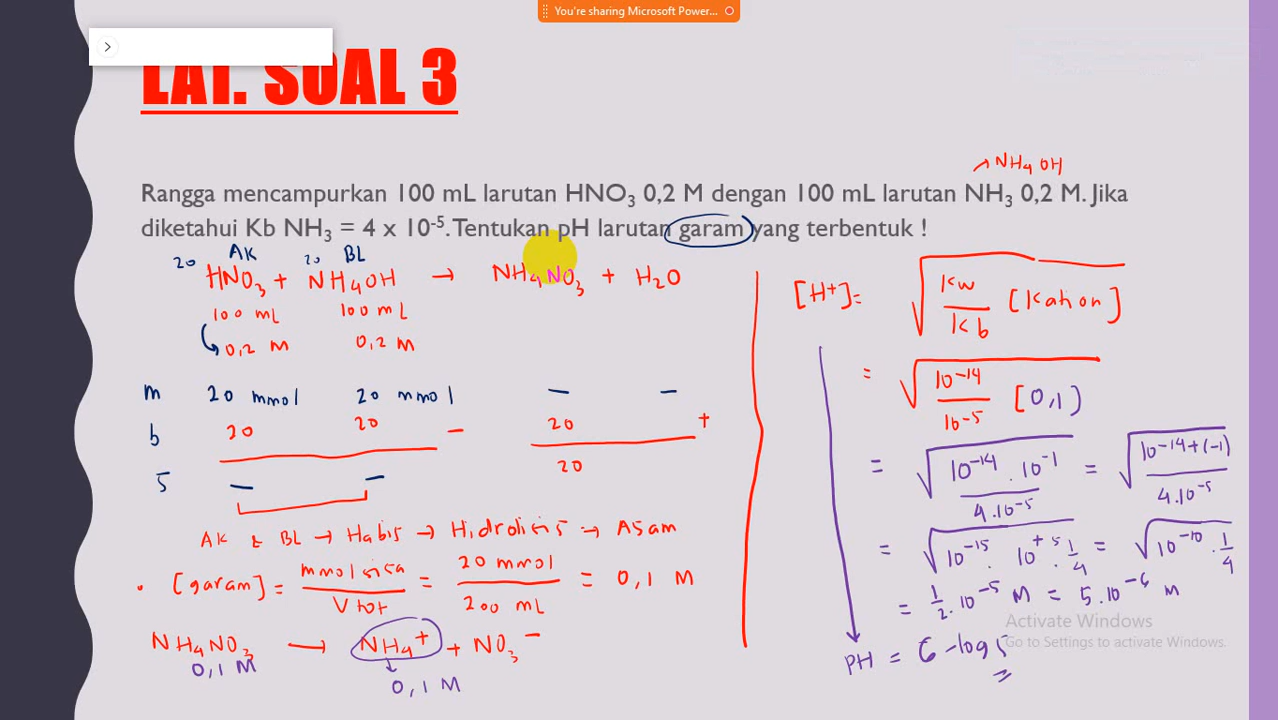 You're sharing Microsoft Power...
LAT. SOAL 3
→ NH4OH
Rangga mencampurkan 100 mL larutan HNO3 0,2 M dengan 100 mL larutan NH3 0,2 M. Jika
diketahui Kb NH3 = 4 x 10-5. Tentukan pH larutan garam yang terbentuk !
20 AK 20 BL
HNO3 + NH4OH → NH4NO3 + H2O
100 mL 100 mL
0,2 M 0,2 M
m 20 mmol 20 mmol — —
b 20 20 — 20 +
S — — 20
AK & BL → Habis → Hidrolisis → Asam
• [garam] = mmol sisa / V tot = 20 mmol / 200 mL = 0,1 M
NH4NO3 → NH4+ + NO3-
0,1 M 0,1 M
[H+] = √ Kw / Kb [Kation]
= √ 10-14 / 10-5 [0,1]
= √ 10-14 . 10-1 / 4.10-5 = √ 10-14+(-1) / 4.10-5
= √ 10-15 . 10+5 . 1/4 = √ 10-10 . 1/4
= 1/2 . 10-5 M = 5.10-6 M
PH = 6 - log 5
Activate Windows
Go to Settings to activate Windows.